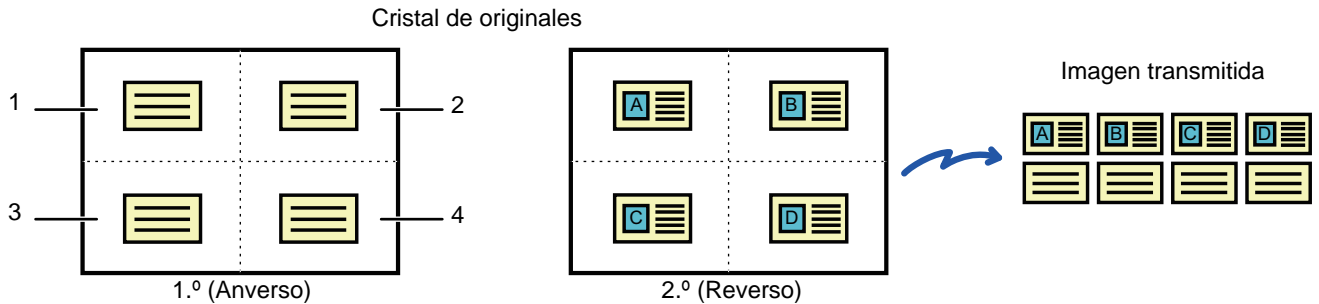 Cristal de originales
Imagen transmitida
1
2
3
4
A
B
C
D
A
B
C
D
1.º (Anverso)
2.º (Reverso)